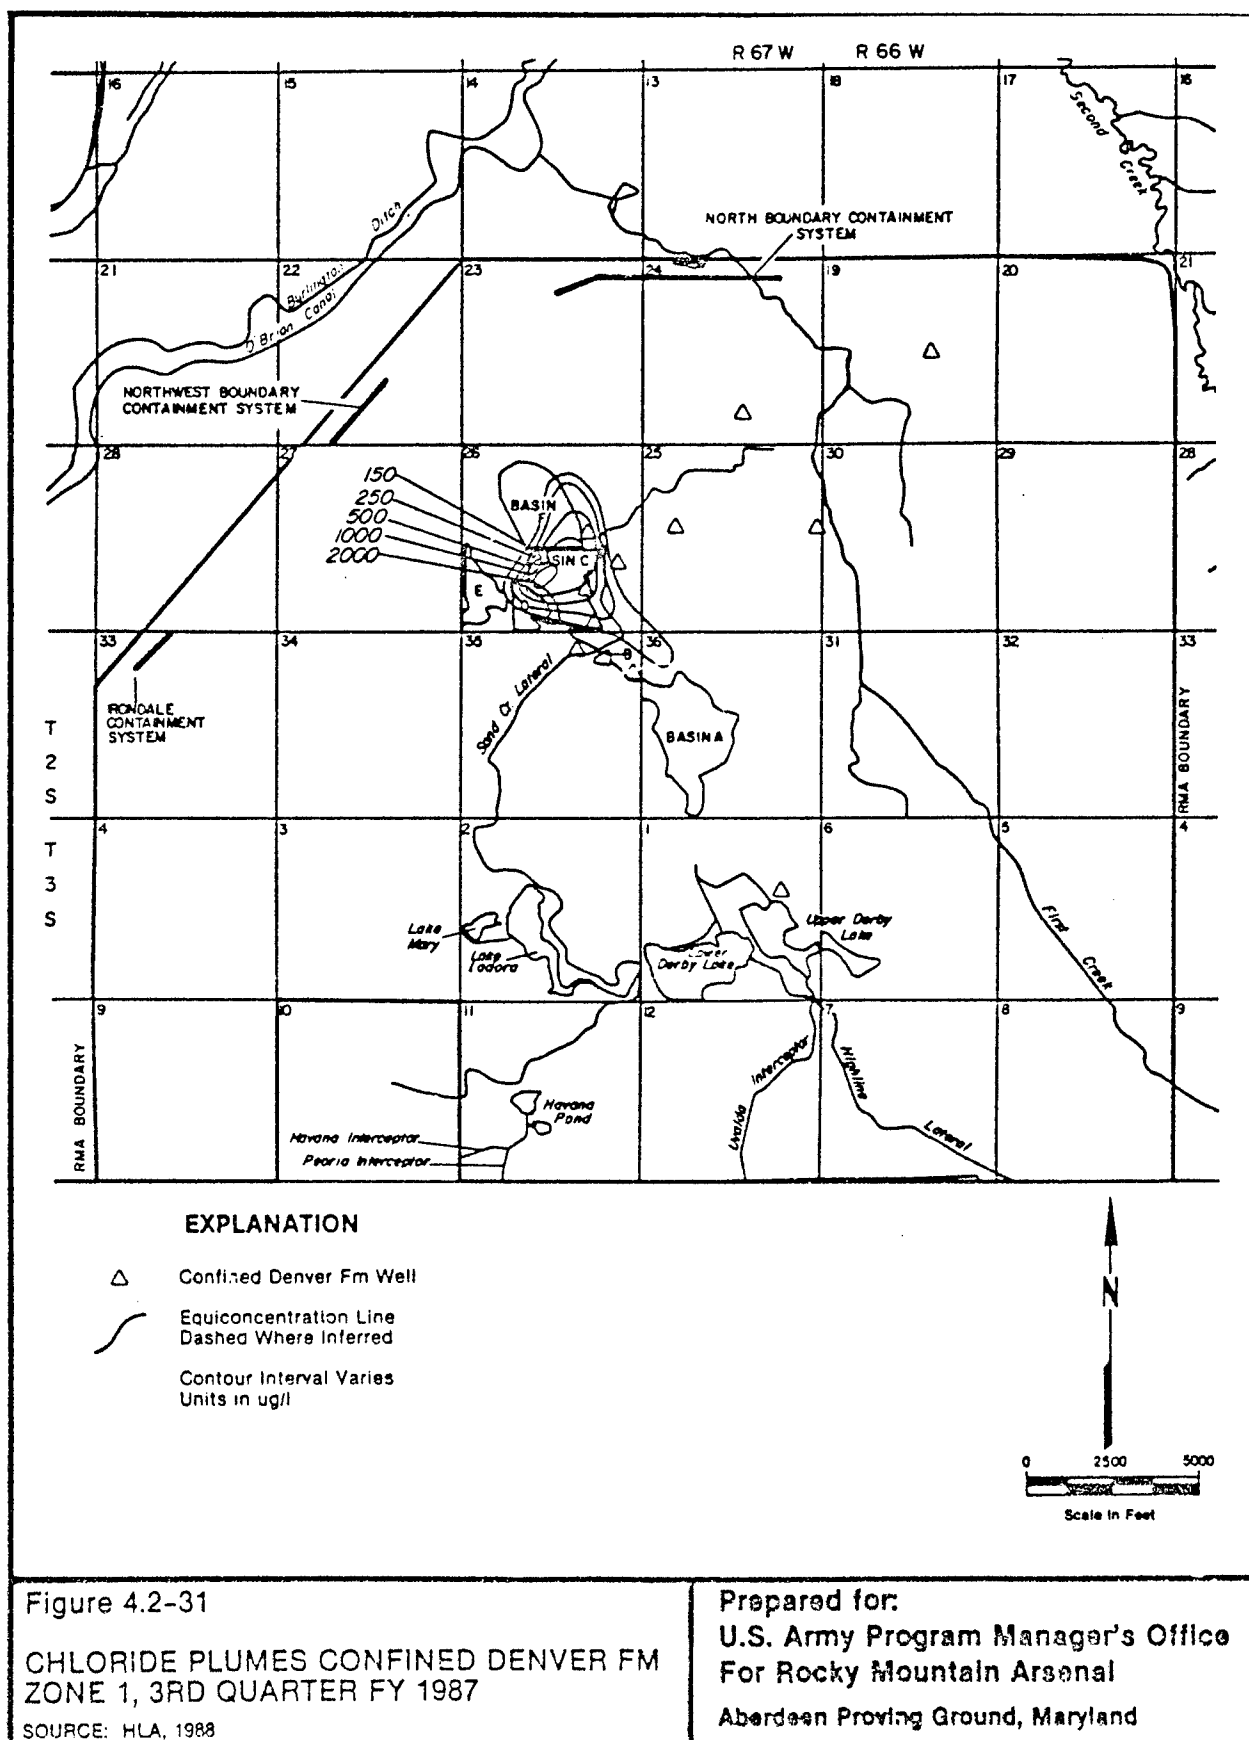 R 67 W R 66 W
16 15 14 13 18 17 16
Second Creek
Ditch
NORTH BOUNDARY CONTAINMENT
SYSTEM
21 22 23 24 19 20 21
Burlington
O'Brian Canal
NORTHWEST BOUNDARY
CONTAINMENT SYSTEM
28 27 26 25 30 29 28
150
250
500
1000
2000
BASIN
F
SIN C
E
33 34 35 36 31 32 33
B
Sand Cr. Lateral
IRONDALE
CONTAINMENT
SYSTEM
BASIN A
RMA BOUNDARY
T
2
S
4 3 2 1 6 5 4
T
3
S
Lake
Mary
Lake
Ladora
Lower
Derby Lake
Upper Derby
Lake
First
Creek
9 10 11 12 7 8 9
RMA BOUNDARY
Havana
Pond
Havana Interceptor
Peoria Interceptor
Uvalda Interceptor
Highline
Lateral
EXPLANATION
Confined Denver Fm Well
Equiconcentration Line
Dashed Where Inferred
Contour Interval Varies
Units in ug/l
N
0 2500 5000
Scale in Feet
Figure 4.2-31
CHLORIDE PLUMES CONFINED DENVER FM
ZONE 1, 3RD QUARTER FY 1987
SOURCE: HLA, 1988
Prepared for:
U.S. Army Program Manager's Office
For Rocky Mountain Arsenal
Aberdeen Proving Ground, Maryland